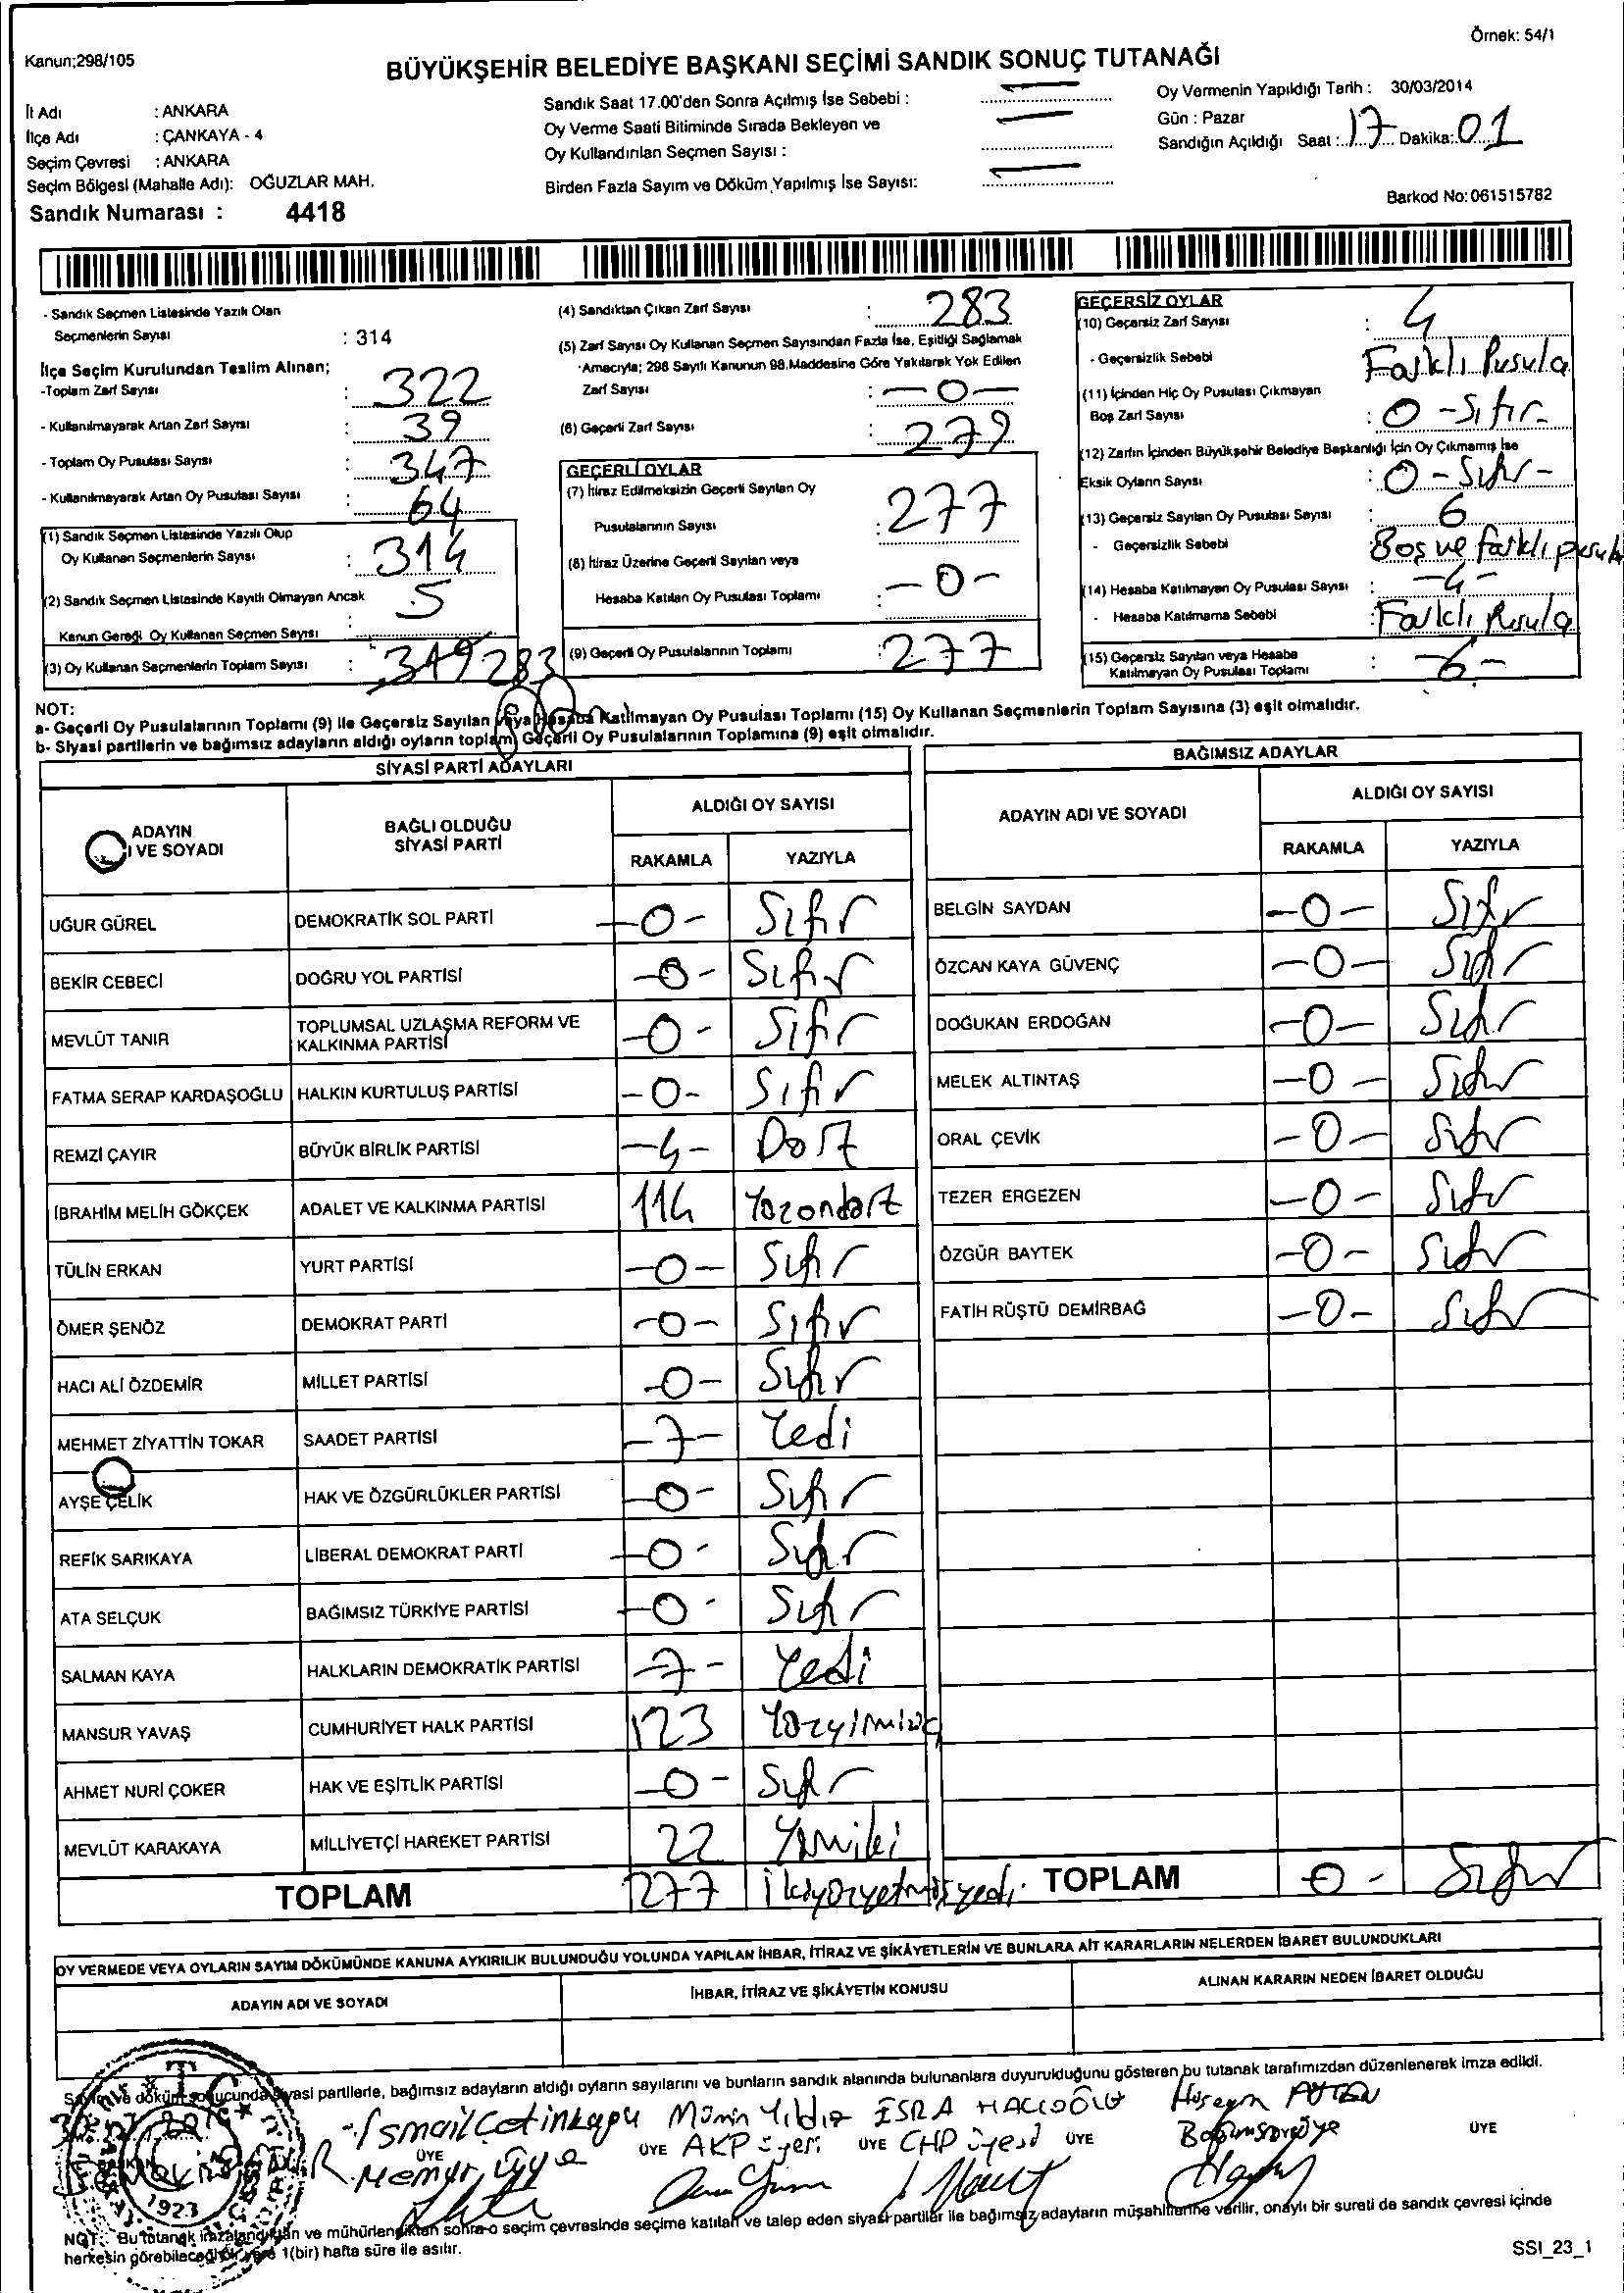 Örnek: 54/1
Kanun;298/105
BÜYÜKŞEHİR BELEDİYE BAŞKANI SEÇİMİ SANDIK SONUÇ TUTANAĞI
İl Adı : ANKARA
İlçe Adı : ÇANKAYA - 4
Seçim Çevresi : ANKARA
Seçim Bölgesi (Mahalle Adı): OĞUZLAR MAH.
Sandık Numarası : 4418
Sandık Saat 17.00'den Sonra Açılmış İse Sebebi :
Oy Verme Saati Bitiminde Sırada Bekleyen ve
Oy Kullandırılan Seçmen Sayısı :
Birden Fazla Sayım ve Döküm Yapılmış İse Sayısı:
Oy Vermenin Yapıldığı Tarih : 30/03/2014
Gün : Pazar
Sandığın Açıldığı Saat : 17 Dakika: 01
Barkod No: 061515782
- Sandık Seçmen Listesinde Yazılı Olan
Seçmenlerin Sayısı : 314
İlçe Seçim Kurulundan Teslim Alınan;
-Toplam Zarf Sayısı : 322
- Kullanılmayarak Artan Zarf Sayısı : 39
- Toplam Oy Pusulası Sayısı : 347
- Kullanılmayarak Artan Oy Pusulası Sayısı : 64
(1) Sandık Seçmen Listesinde Yazılı Olup
Oy Kullanan Seçmenlerin Sayısı : 314
(2) Sandık Seçmen Listesinde Kayıtlı Olmayan Ancak
Kanun Gereği Oy Kullanan Seçmen Sayısı : 5
(3) Oy Kullanan Seçmenlerin Toplam Sayısı : 319 283
(4) Sandıktan Çıkan Zarf Sayısı : 283
(5) Zarf Sayısı Oy Kullanan Seçmen Sayısından Fazla İse, Eşitliği Sağlamak
Amacıyla; 298 Sayılı Kanunun 98.Maddesine Göre Yakılarak Yok Edilen
Zarf Sayısı : -0-
(6) Geçerli Zarf Sayısı : 279
GEÇERLİ OYLAR
(7) İtiraz Edilmeksizin Geçerli Sayılan Oy
Pusulalarının Sayısı : 277
(8) İtiraz Üzerine Geçerli Sayılan veya
Hesaba Katılan Oy Pusulası Toplamı : -0-
(9) Geçerli Oy Pusulalarının Toplamı : 277
GEÇERSİZ OYLAR
(10) Geçersiz Zarf Sayısı : 4
- Geçersizlik Sebebi Farklı Pusula
(11) İçinden Hiç Oy Pusulası Çıkmayan
Boş Zarf Sayısı : 0 - Sıfır-
(12) Zarfın İçinden Büyükşehir Belediye Başkanlığı İçin Oy Çıkmamış İse
Eksik Oyların Sayısı : 0 - Sıfır-
(13) Geçersiz Sayılan Oy Pusulası Sayısı : 6
- Geçersizlik Sebebi Boş ve farklı pusula
(14) Hesaba Katılmayan Oy Pusulası Sayısı : -4-
- Hesaba Katılmama Sebebi : Farklı Pusula
(15) Geçersiz Sayılan veya Hesaba
Katılmayan Oy Pusulası Toplamı : -6-
NOT:
a- Geçerli Oy Pusulalarının Toplamı (9) ile Geçersiz Sayılan veya Hesaba Katılmayan Oy Pusulası Toplamı (15) Oy Kullanan Seçmenlerin Toplam Sayısına (3) eşit olmalıdır.
b- Siyasi partilerin ve bağımsız adayların aldığı oyların toplamı Geçerli Oy Pusulalarının Toplamına (9) eşit olmalıdır.
SİYASİ PARTİ ADAYLARI
ADAYIN
I VE SOYADI
BAĞLI OLDUĞU
SİYASİ PARTİ
ALDIĞI OY SAYISI
RAKAMLA YAZIYLA
UĞUR GÜREL DEMOKRATİK SOL PARTİ -0- Sıfır
BEKİR CEBECİ DOĞRU YOL PARTİSİ -0- Sıfır
MEVLÜT TANIR TOPLUMSAL UZLAŞMA REFORM VE
KALKINMA PARTİSİ -0- Sıfır
FATMA SERAP KARDAŞOĞLU HALKIN KURTULUŞ PARTİSİ -0- Sıfır
REMZİ ÇAYIR BÜYÜK BİRLİK PARTİSİ -4- Dört
İBRAHİM MELİH GÖKÇEK ADALET VE KALKINMA PARTİSİ 114 Yüzondört
TÜLİN ERKAN YURT PARTİSİ -0- Sıfır
ÖMER ŞENÖZ DEMOKRAT PARTİ -0- Sıfır
HACI ALİ ÖZDEMİR MİLLET PARTİSİ -0- Sıfır
MEHMET ZİYATTİN TOKAR SAADET PARTİSİ -7- Yedi
AYŞE ÇELİK HAK VE ÖZGÜRLÜKLER PARTİSİ -0- Sıfır
REFİK SARIKAYA LİBERAL DEMOKRAT PARTİ -0- Sıfır
ATA SELÇUK BAĞIMSIZ TÜRKİYE PARTİSİ -0- Sıfır
SALMAN KAYA HALKLARIN DEMOKRATİK PARTİSİ -7- Yedi
MANSUR YAVAŞ CUMHURİYET HALK PARTİSİ 123 Yüzyirmiüç
AHMET NURİ ÇOKER HAK VE EŞİTLİK PARTİSİ -0- Sıfır
MEVLÜT KARAKAYA MİLLİYETÇİ HAREKET PARTİSİ 22 Yirmiiki
TOPLAM 277 İkiyüzyetmişyedi
BAĞIMSIZ ADAYLAR
ADAYIN ADI VE SOYADI
ALDIĞI OY SAYISI
RAKAMLA YAZIYLA
BELGİN SAYDAN -0- Sıfır
ÖZCAN KAYA GÜVENÇ -0- Sıfır
DOĞUKAN ERDOĞAN -0- Sıfır
MELEK ALTINTAŞ -0- Sıfır
ORAL ÇEVİK -0- Sıfır
TEZER ERGEZEN -0- Sıfır
ÖZGÜR BAYTEK -0- Sıfır
FATİH RÜŞTÜ DEMİRBAĞ -0- Sıfır
TOPLAM 0- Sıfır
OY VERMEDE VEYA OYLARIN SAYIM DÖKÜMÜNDE KANUNA AYKIRILIK BULUNDUĞU YOLUNDA YAPILAN İHBAR, İTİRAZ VE ŞİKÂYETLERİN VE BUNLARA AİT KARARLARIN NELERDEN İBARET BULUNDUKLARI
ADAYIN ADI VE SOYADI İHBAR, İTİRAZ VE ŞİKÂYETİN KONUSU ALINAN KARARIN NEDEN İBARET OLDUĞU
Sayım ve döküm sonucunda siyasi partilerle, bağımsız adayların aldığı oyların sayılarını ve bunların sandık alanında bulunanlara duyurulduğunu gösteren bu tutanak tarafımızdan düzenlenerek imza edildi.
İsmail Çetinkaya Mümin Yıldız ESRA HACIOĞLU Hüseyin
ÜYE ÜYE ÜYE ÜYE ÜYE
Memur Üye AKP üyesi CHP üyesi
1923
NOT: Bu tutanak imzalandıktan ve mühürlendikten sonra o seçim çevresinde seçime katılan ve talep eden siyasi partiler ile bağımsız adayların müşahitlerine verilir, onaylı bir sureti de sandık çevresi içinde
herkesin görebileceği bir yere 1(bir) hafta süre ile asılır.
SSI_23_1